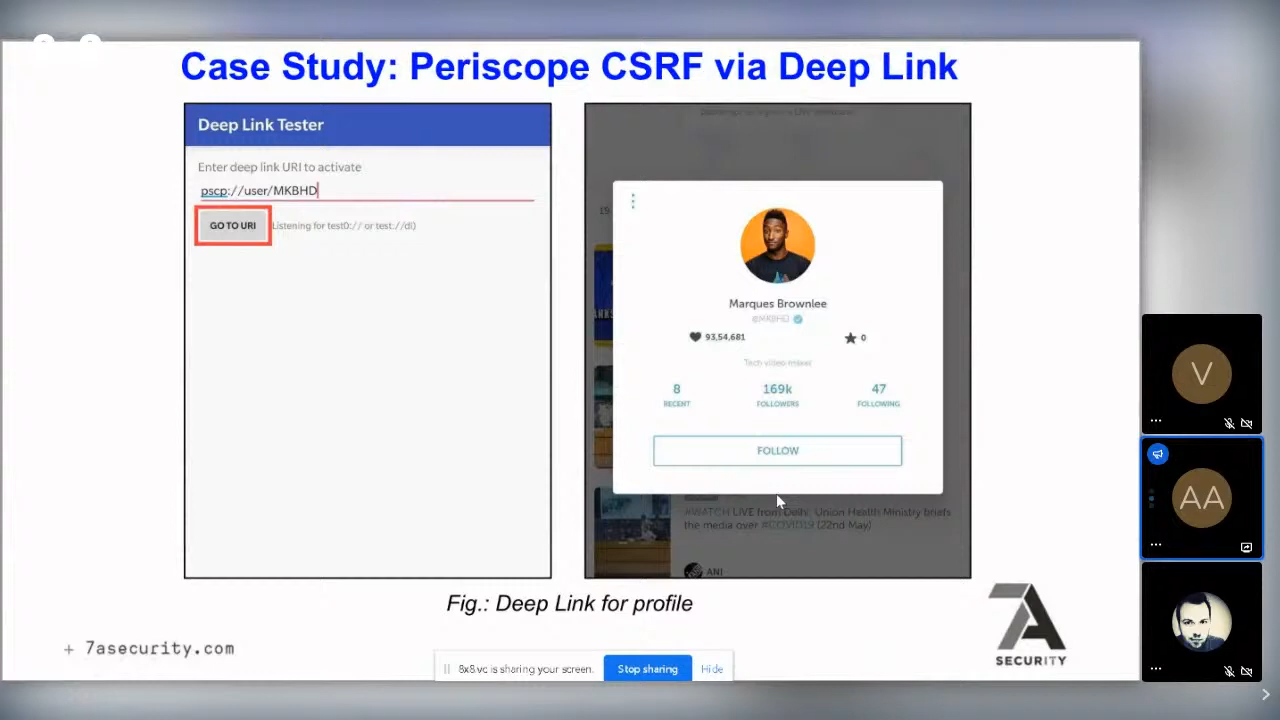 Case Study: Periscope CSRF via Deep Link
Deep Link Tester
Enter deep link URI to activate
pscp://user/MKBHD
GO TO URI
Listening for test0:// or test://dl)
19
Marques Brownlee
@MKBHD
93,54,681
0
Tech video mixer
8
169k
47
RECENT
FOLLOWERS
FOLLOWING
FOLLOW
#WATCH LIVE from Delhi: Union Health Ministry briefs
the media over #COVID19 (22nd May)
ANI
Fig.: Deep Link for profile
+ 7asecurity.com
7A
SECURITY
8x8.vc is sharing your screen.
Stop sharing
Hide
V
AA